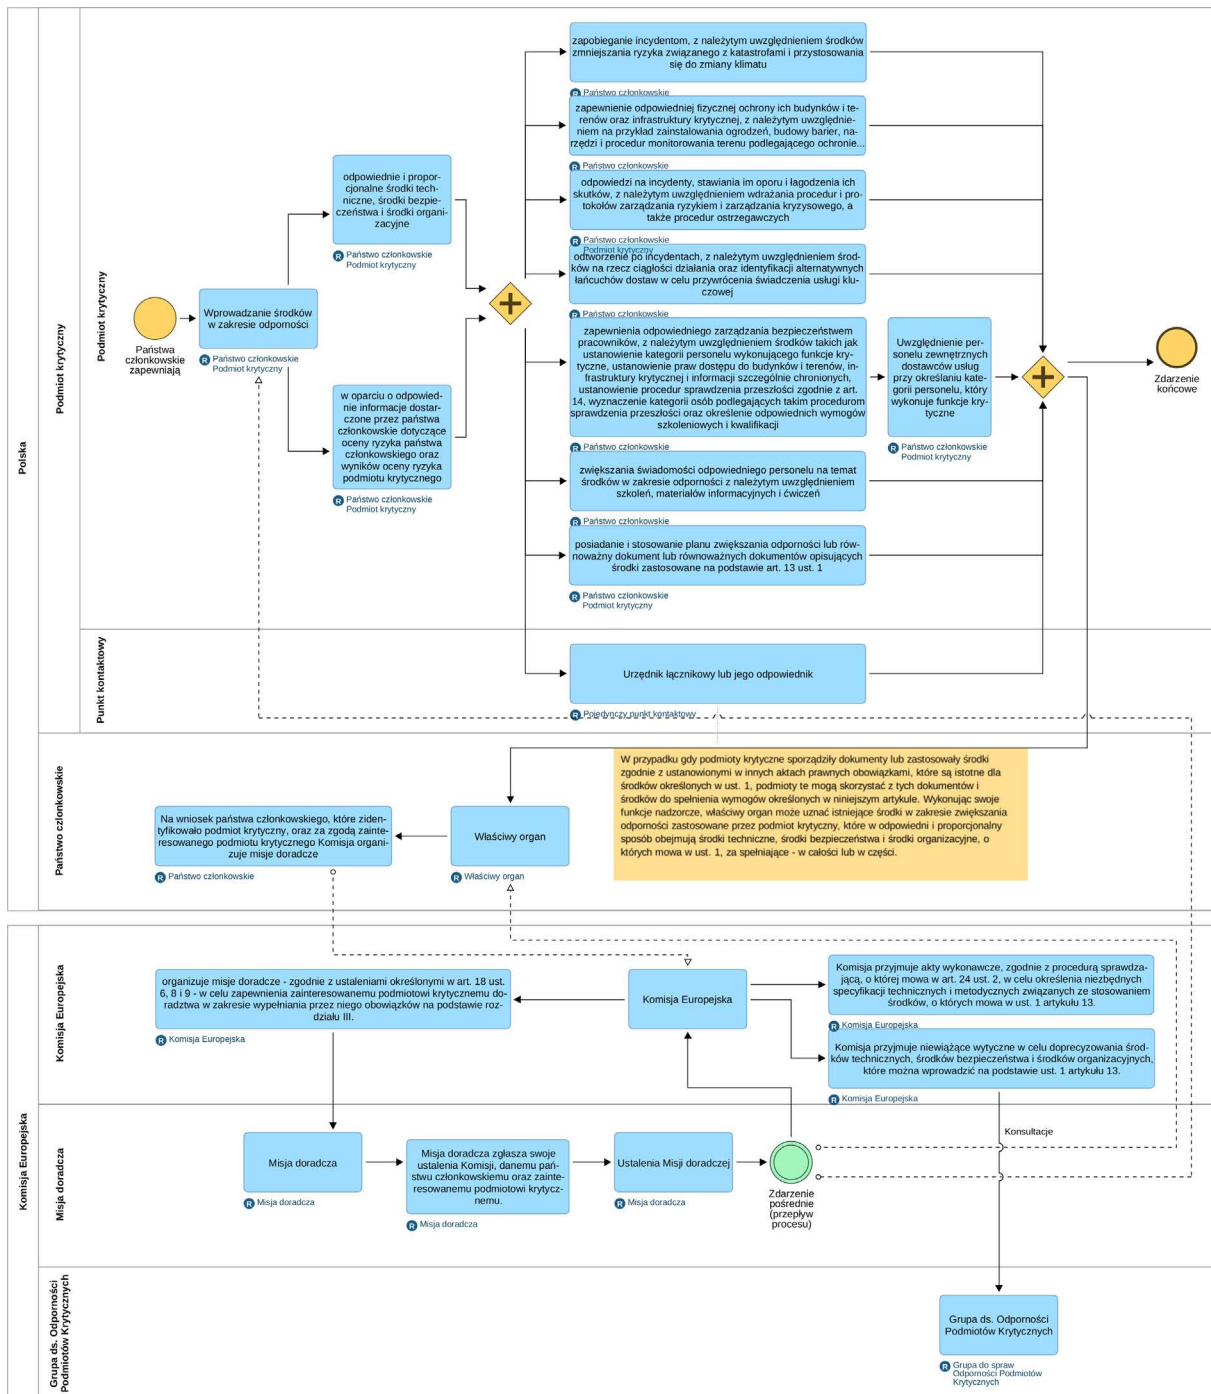 Polska
Podmiot krytyczny
Podmiot krytyczny
Państwa
członkowskie
zapewniają
Wprowadzanie środków
w zakresie odporności
R Państwo członkowskie
Podmiot krytyczny
odpowiednie i propor-
cjonalne środki tech-
niczne, środki bezpie-
czeństwa i środki organi-
zacyjne
R Państwo członkowskie
Podmiot krytyczny
w oparciu o odpowied-
nie informacje dostar-
czone przez państwa
członkowskie dotyczące
oceny ryzyka państwa
członkowskiego oraz
wyników oceny ryzyka
podmiotu krytycznego
R Państwo członkowskie
Podmiot krytyczny
zapobieganie incydentom, z należytym uwzględnieniem środków
zmniejszania ryzyka związanego z katastrofami i przystosowania
się do zmiany klimatu
R Państwo członkowskie
zapewnienie odpowiedniej fizycznej ochrony ich budynków i te-
renów oraz infrastruktury krytycznej, z należytym uwzględnie-
niem na przykład zainstalowania ogrodzeń, budowy barier, na-
rzędzi i procedur monitorowania terenu podlegającego ochronie...
R Państwo członkowskie
odpowiedzi na incydenty, stawiania im oporu i łagodzenia ich
skutków, z należytym uwzględnieniem wdrażania procedur i pro-
tokołów zarządzania ryzykiem i zarządzania kryzysowego, a
także procedur ostrzegawczych
R Państwo członkowskie
Podmiot krytyczny
odtworzenie po incydentach, z należytym uwzględnieniem środ-
ków na rzecz ciągłości działania oraz identyfikacji alternatywnych
łańcuchów dostaw w celu przywrócenia świadczenia usługi klu-
czowej
R Państwo członkowskie
zapewnienia odpowiedniego zarządzania bezpieczeństwem
pracowników, z należytym uwzględnieniem środków takich jak
ustanowienie kategorii personelu wykonującego funkcje kry-
tyczne, ustanowienie praw dostępu do budynków i terenów, in-
frastruktury krytycznej i informacji szczególnie chronionych,
ustanowienie procedur sprawdzenia przeszłości zgodnie z art.
14, wyznaczenie kategorii osób podlegających takim procedurom
sprawdzenia przeszłości oraz określenie odpowiednich wymogów
szkoleniowych i kwalifikacji
R Państwo członkowskie
Uwzględnienie per-
sonelu zewnętrznych
dostawców usług
przy określaniu kate-
gorii personelu, który
wykonuje funkcje kry-
tyczne
R Państwo członkowskie
Podmiot krytyczny
zwiększania świadomości odpowiedniego personelu na temat
środków w zakresie odporności z należytym uwzględnieniem
szkoleń, materiałów informacyjnych i ćwiczeń
R Państwo członkowskie
posiadanie i stosowanie planu zwiększania odporności lub rów-
noważny dokument lub równoważnych dokumentów opisujących
środki zastosowane na podstawie art. 13 ust. 1
R Państwo członkowskie
Podmiot krytyczny
Zdarzenie
końcowe
Punkt kontaktowy
Urzędnik łącznikowy lub jego odpowiednik
R Pojedynczy punkt kontaktowy
Państwo członkowskie
Na wniosek państwa członkowskiego, które ziden-
tyfikowało podmiot krytyczny, oraz za zgodą zainte-
resowanego podmiotu krytycznego Komisja organi-
zuje misje doradcze
R Państwo członkowskie
Właściwy organ
R Właściwy organ
W przypadku gdy podmioty krytyczne sporządziły dokumenty lub zastosowały środki
zgodnie z ustanowionymi w innych aktach prawnych obowiązkami, które są istotne dla
środków określonych w ust. 1, podmioty te mogą skorzystać z tych dokumentów i
środków do spełnienia wymogów określonych w niniejszym artykule. Wykonując swoje
funkcje nadzorcze, właściwy organ może uznać istniejące środki w zakresie zwiększania
odporności zastosowane przez podmiot krytyczny, które w odpowiedni i proporcjonalny
sposób obejmują środki techniczne, środki bezpieczeństwa i środki organizacyjne, o
których mowa w ust. 1, za spełniające - w całości lub w części.
Komisja Europejska
Komisja Europejska
organizuje misje doradcze - zgodnie z ustaleniami określonymi w art. 18 ust.
6, 8 i 9 - w celu zapewnienia zainteresowanemu podmiotowi krytycznemu do-
radztwa w zakresie wypełniania przez niego obowiązków na podstawie roz-
działu III.
R Komisja Europejska
Komisja Europejska
Komisja przyjmuje akty wykonawcze, zgodnie z procedurą sprawdza-
jącą, o której mowa w art. 24 ust. 2, w celu określenia niezbędnych
specyfikacji technicznych i metodycznych związanych ze stosowaniem
środków, o których mowa w ust. 1 artykułu 13.
R Komisja Europejska
Komisja przyjmuje niewiążące wytyczne w celu doprecyzowania środ-
ków technicznych, środków bezpieczeństwa i środków organizacyjnych,
które można wprowadzić na podstawie ust. 1 artykułu 13.
R Komisja Europejska
Misja doradcza
Misja doradcza
R Misja doradcza
Misja doradcza zgłasza swoje
ustalenia Komisji, danemu pań-
stwu członkowskiemu oraz zainte-
resowanemu podmiotowi krytycz-
nemu.
R Misja doradcza
Ustalenia Misji doradczej
R Misja doradcza
Zdarzenie
pośrednie
(przepływ
procesu)
Konsultacje
Grupa ds. Odporności
Podmiotów Krytycznych
Grupa ds. Odporności
Podmiotów Krytycznych
R Grupa do spraw
Odporności Podmiotów
Krytycznych